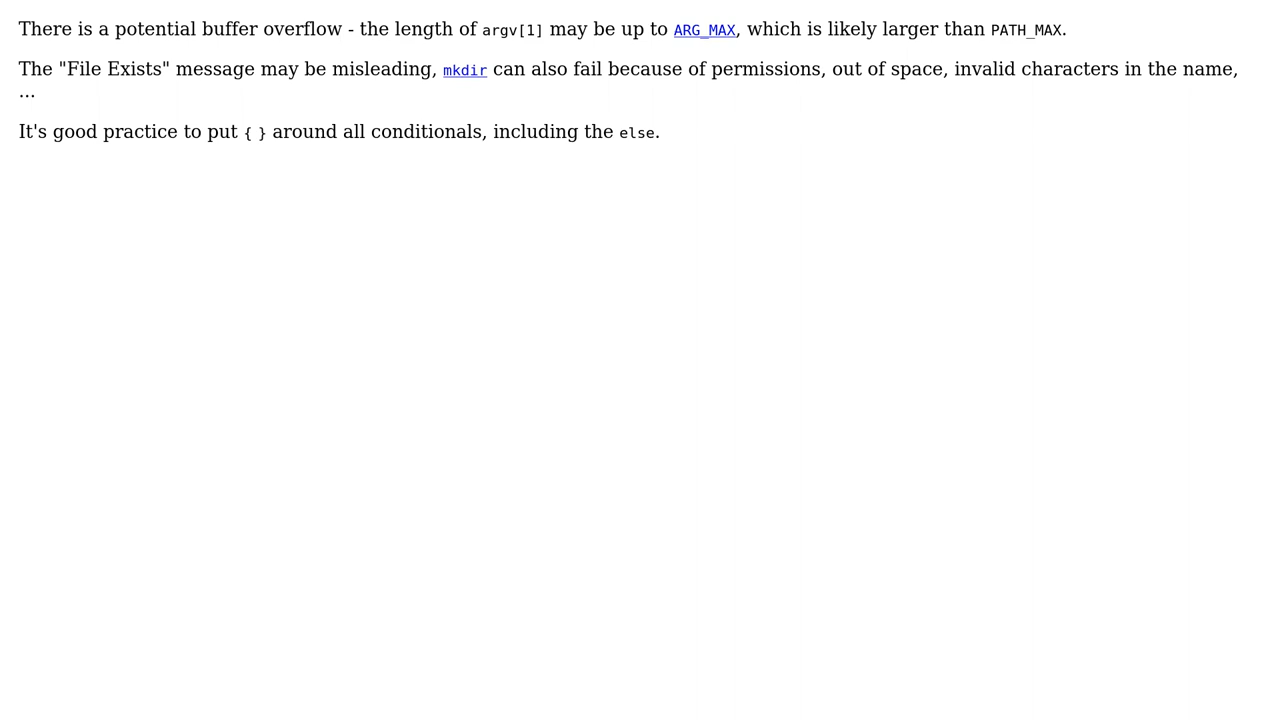 There is a potential buffer overflow - the length of argv[1] may be up to ARG_MAX, which is likely larger than PATH_MAX.
The "File Exists" message may be misleading, mkdir can also fail because of permissions, out of space, invalid characters in the name,
...
It's good practice to put { } around all conditionals, including the else.